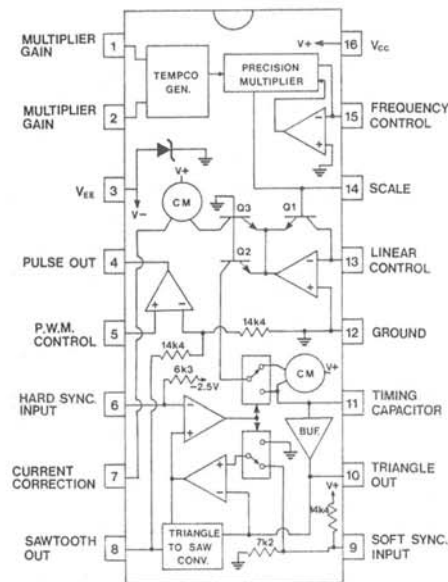 MULTIPLIER
GAIN
1
MULTIPLIER
GAIN
2
VEE
3
PULSE OUT
4
P.W.M.
CONTROL
5
HARD SYNC.
INPUT
6
CURRENT
CORRECTION
7
SAWTOOTH
OUT
8
16
VCC
15
FREQUENCY
CONTROL
14
SCALE
13
LINEAR
CONTROL
12
GROUND
11
TIMING
CAPACITOR
10
TRIANGLE
OUT
9
SOFT SYNC.
INPUT
TEMPCO
GEN.
PRECISION
MULTIPLIER
V+
-
+
V-
V+
CM
Q3
Q1
Q2
-
+
+
-
14k4
14k4
6k3
-2.5V
-
+
CM
V+
BUF.
+
-
TRIANGLE
TO SAW
CONV.
7k2
V+
14k4